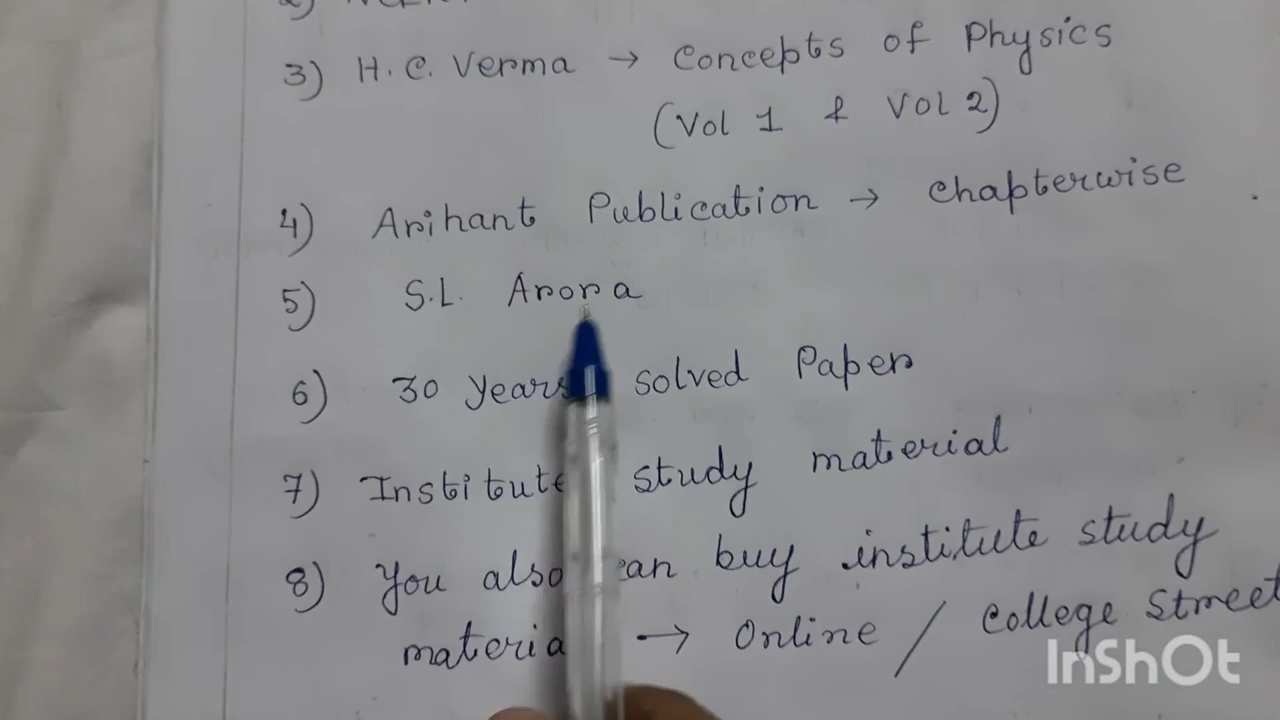 3) H.C. Verma → Concepts of Physics
(Vol 1 & Vol 2)
4) Arihant Publication → Chapterwise
5) S.L. Arora
6) 30 years solved Paper
7) Institute study material
8) You also can buy institute study
material → Online / College Street
InShOt